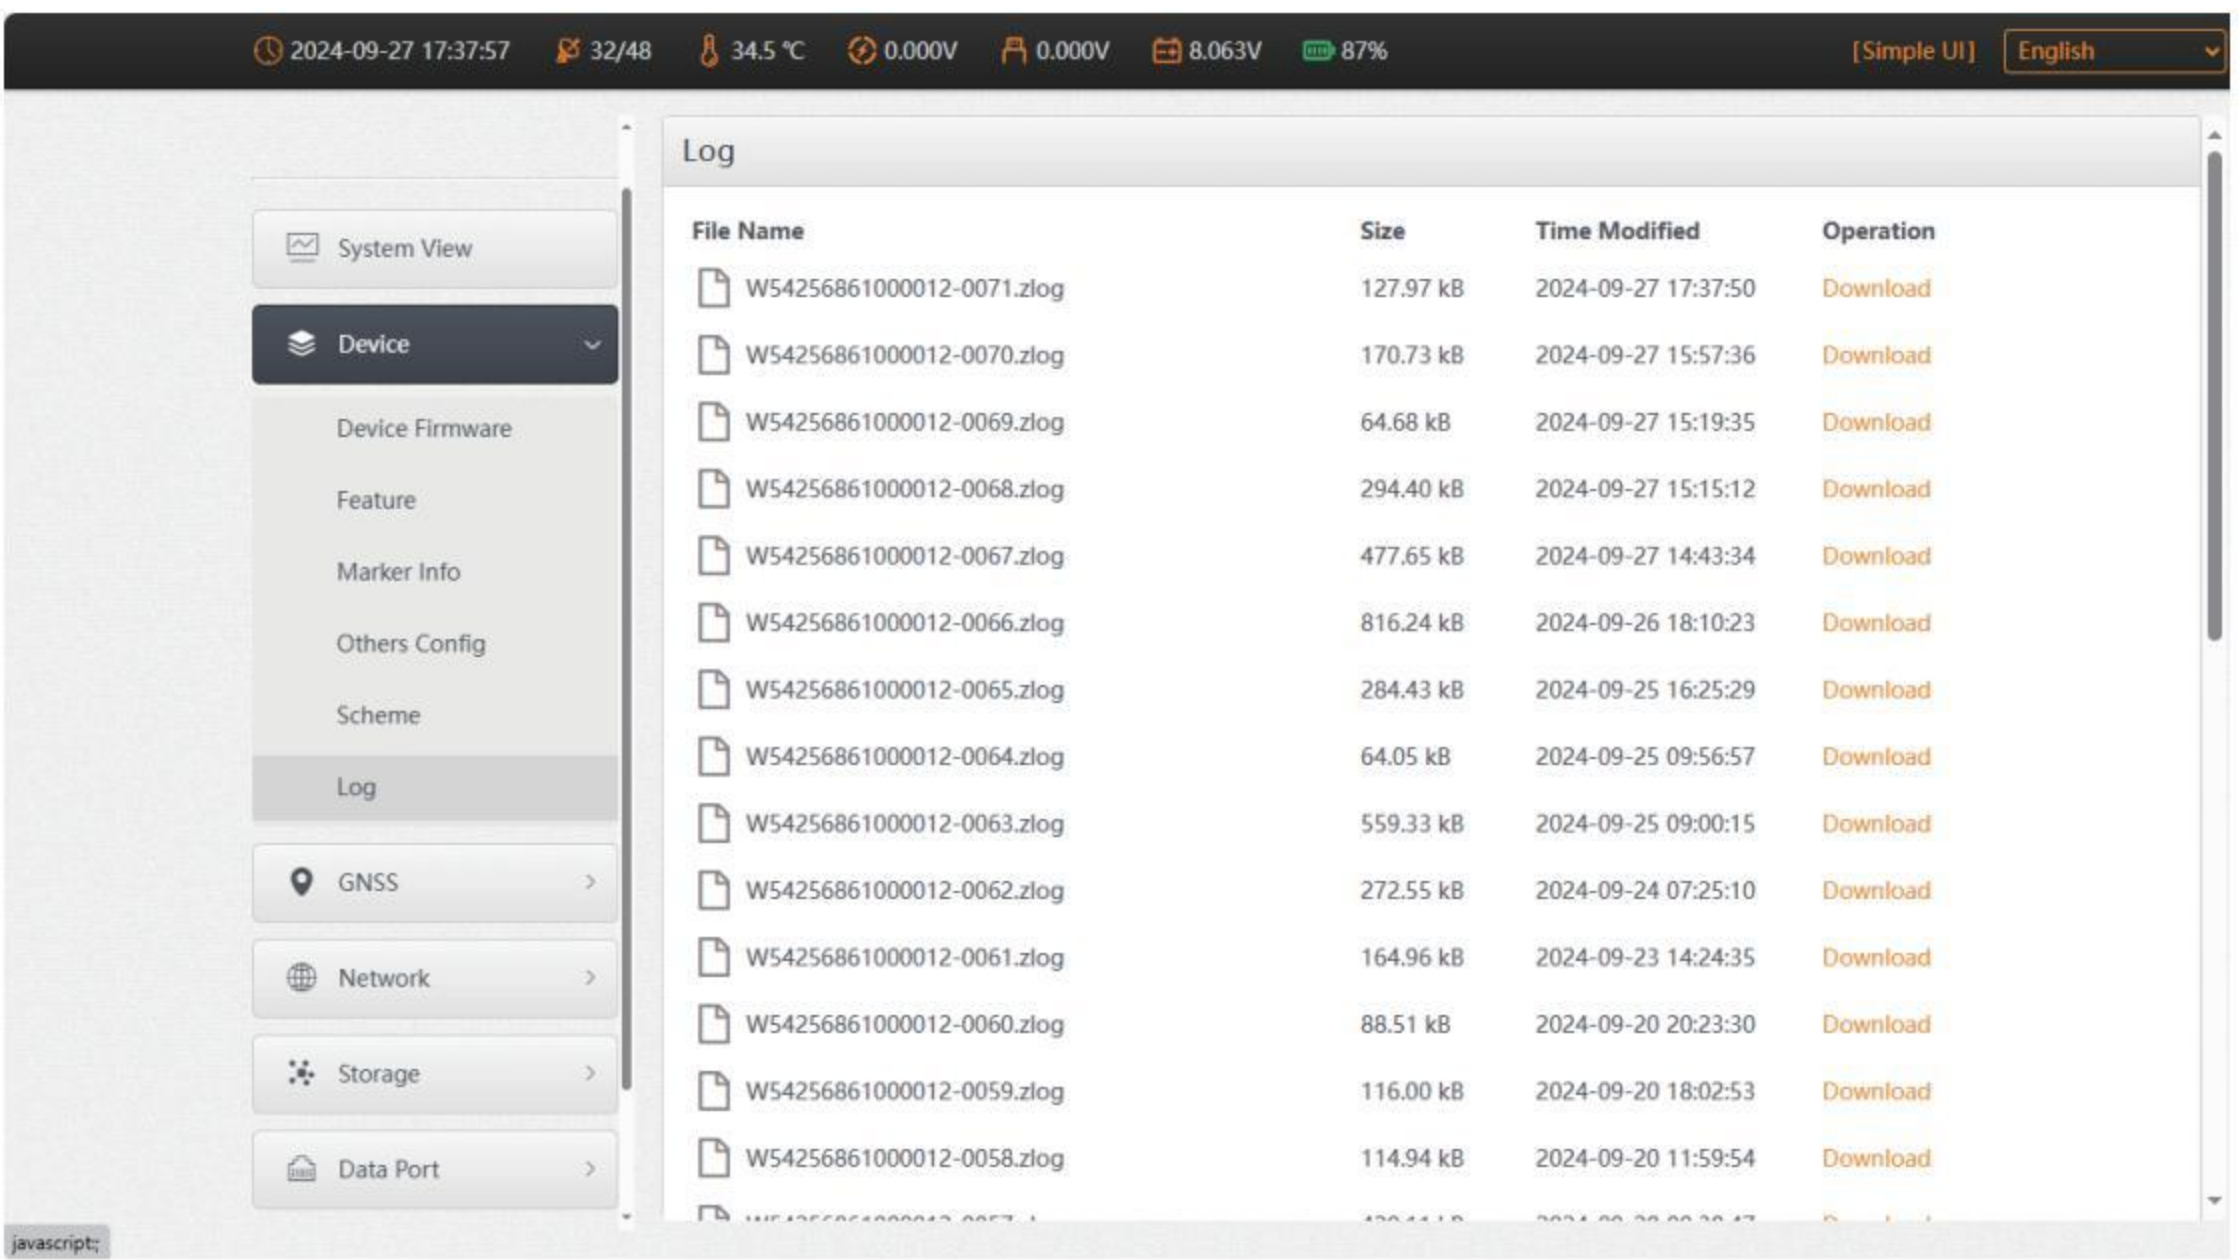 2024-09-27 17:37:57 32/48 34.5 ℃ 0.000V 0.000V 8.063V 87% [Simple UI] English
Log
System View
Device
Device Firmware
Feature
Marker Info
Others Config
Scheme
Log
GNSS
Network
Storage
Data Port
File Name Size Time Modified Operation
W54256861000012-0071.zlog 127.97 kB 2024-09-27 17:37:50 Download
W54256861000012-0070.zlog 170.73 kB 2024-09-27 15:57:36 Download
W54256861000012-0069.zlog 64.68 kB 2024-09-27 15:19:35 Download
W54256861000012-0068.zlog 294.40 kB 2024-09-27 15:15:12 Download
W54256861000012-0067.zlog 477.65 kB 2024-09-27 14:43:34 Download
W54256861000012-0066.zlog 816.24 kB 2024-09-26 18:10:23 Download
W54256861000012-0065.zlog 284.43 kB 2024-09-25 16:25:29 Download
W54256861000012-0064.zlog 64.05 kB 2024-09-25 09:56:57 Download
W54256861000012-0063.zlog 559.33 kB 2024-09-25 09:00:15 Download
W54256861000012-0062.zlog 272.55 kB 2024-09-24 07:25:10 Download
W54256861000012-0061.zlog 164.96 kB 2024-09-23 14:24:35 Download
W54256861000012-0060.zlog 88.51 kB 2024-09-20 20:23:30 Download
W54256861000012-0059.zlog 116.00 kB 2024-09-20 18:02:53 Download
W54256861000012-0058.zlog 114.94 kB 2024-09-20 11:59:54 Download
javascript:;